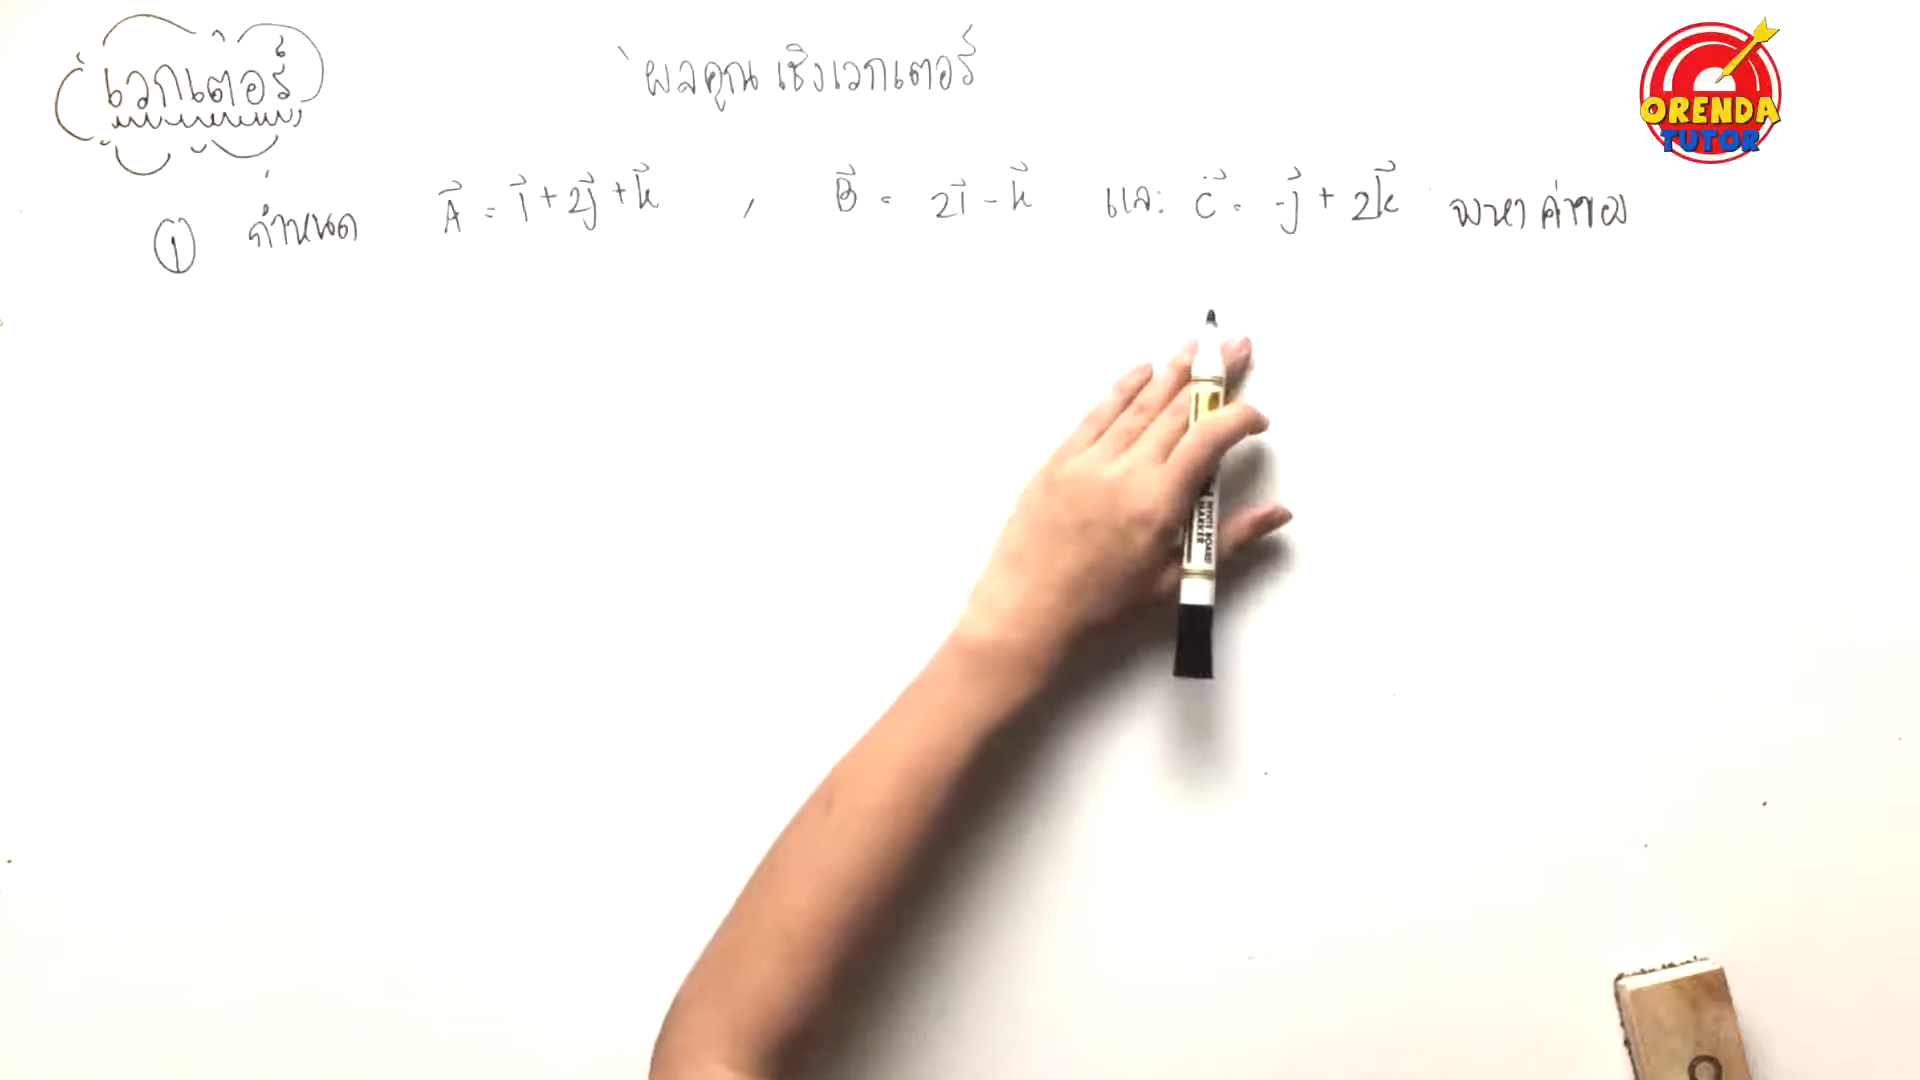 เวกเตอร์
ผลคูณเชิงเวกเตอร์
ORENDA
TUTOR
① กำหนด A⃗ = i⃗ + 2j⃗ + k⃗ , B⃗ = 2i⃗ - k⃗ และ C⃗ = -j⃗ + 2k⃗ จงหาค่าของ